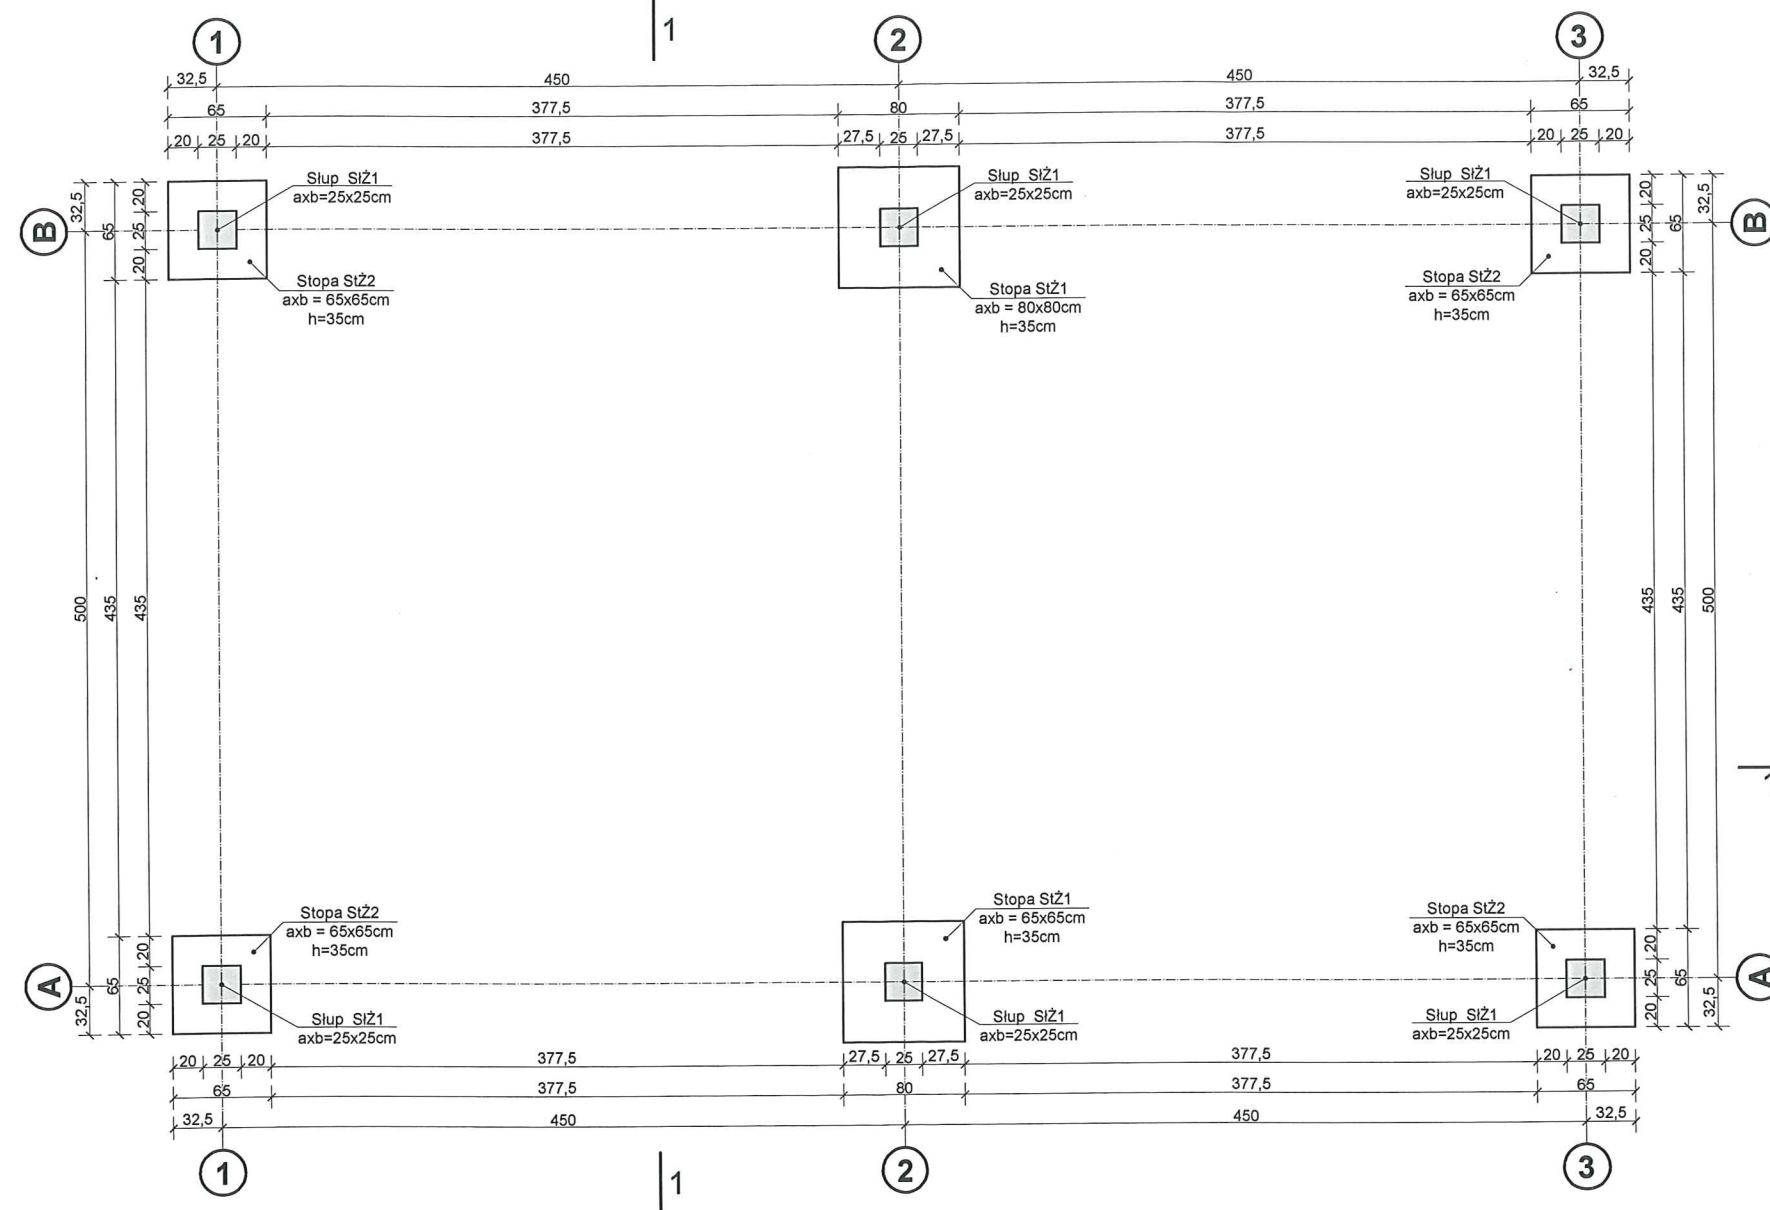 1
2
3
1
32,5
450
450
32,5
65
377,5
80
377,5
65
20
25
20
377,5
27,5
25
27,5
377,5
20
25
20
Słup SłŻ1
axb=25x25cm
Słup SłŻ1
axb=25x25cm
Słup SłŻ1
axb=25x25cm
B
32,5
65
20
25
20
20
25
20
65
32,5
B
Stopa StŻ2
axb = 65x65cm
h=35cm
Stopa StŻ1
axb = 80x80cm
h=35cm
Stopa StŻ2
axb = 65x65cm
h=35cm
500
435
435
435
435
500
1
Stopa StŻ2
axb = 65x65cm
h=35cm
Stopa StŻ1
axb = 65x65cm
h=35cm
Stopa StŻ2
axb = 65x65cm
h=35cm
A
32,5
65
20
25
20
20
25
20
65
32,5
A
Słup SłŻ1
axb=25x25cm
Słup SłŻ1
axb=25x25cm
Słup SłŻ1
axb=25x25cm
20
25
20
377,5
27,5
25
27,5
377,5
20
25
20
65
377,5
80
377,5
65
32,5
450
450
32,5
1
2
3
1